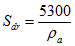 S_dr = 5300 / ρ_a